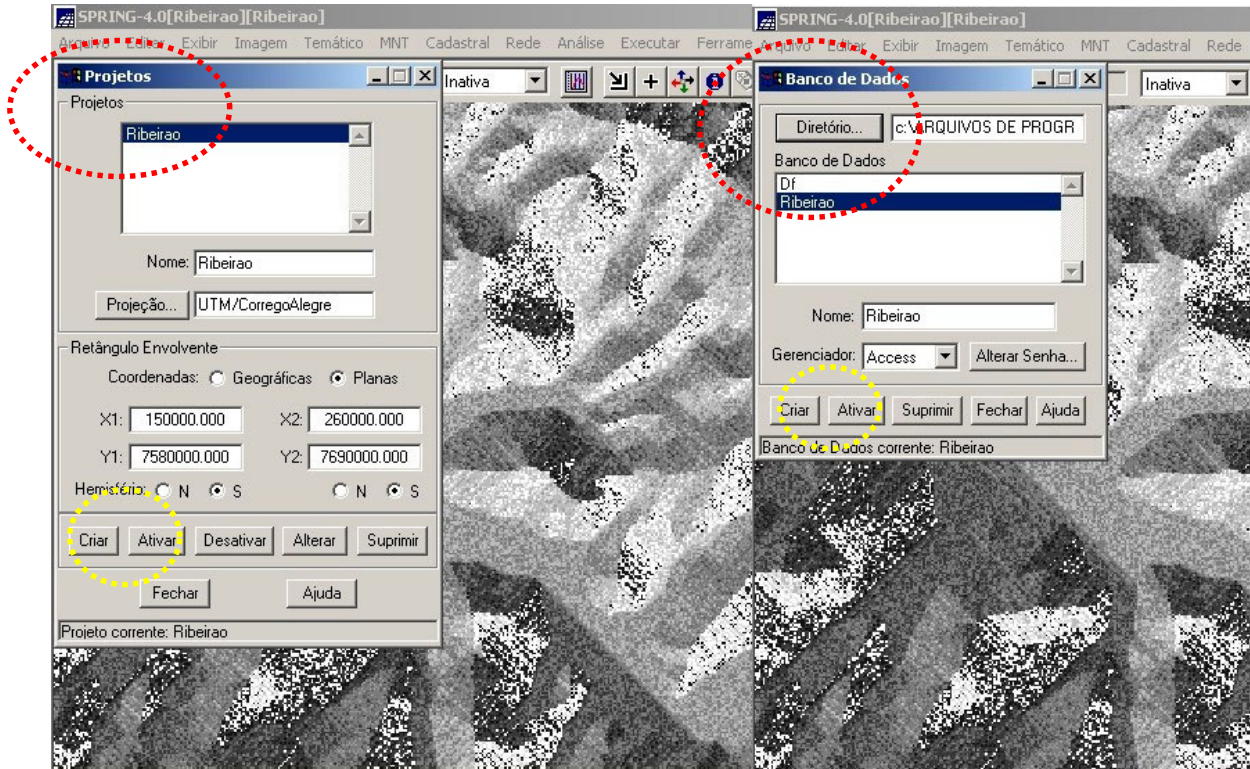 SPRING-4.0[Ribeirao][Ribeirao]
Arquivo Editar Exibir Imagem Temático MNT Cadastral Rede Análise Executar Ferrame
Projetos
Inativa
Projetos
Ribeirao
Nome: Ribeirao
Projeção... UTM/CorregoAlegre
Retângulo Envolvente
Coordenadas: Geográficas Planas
X1: 150000.000 X2: 260000.000
Y1: 7580000.000 Y2: 7690000.000
Hemisfério: N S N S
Criar Ativar Desativar Alterar Suprimir
Fechar Ajuda
Projeto corrente: Ribeirao
SPRING-4.0[Ribeirao][Ribeirao]
Arquivo Editar Exibir Imagem Temático MNT Cadastral Rede
Banco de Dados
Inativa
Diretório... c:\ARQUIVOS DE PROGR
Banco de Dados
Df
Ribeirao
Nome: Ribeirao
Gerenciador: Access Alterar Senha...
Criar Ativar Suprimir Fechar Ajuda
Banco de Dados corrente: Ribeirao